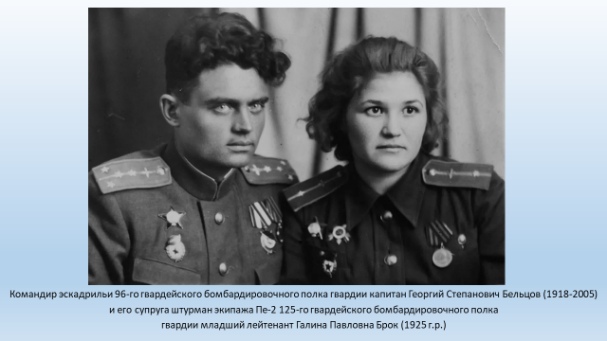 Командир эскадрильи 96-го гвардейского бомбардировочного полка гвардии капитан Георгий Степанович Бельцов (1918-2005)
и его супруга штурман экипажа Пе-2 125-го гвардейского бомбардировочного полка
гвардии младший лейтенант Галина Павловна Брок (1925 г.р.)